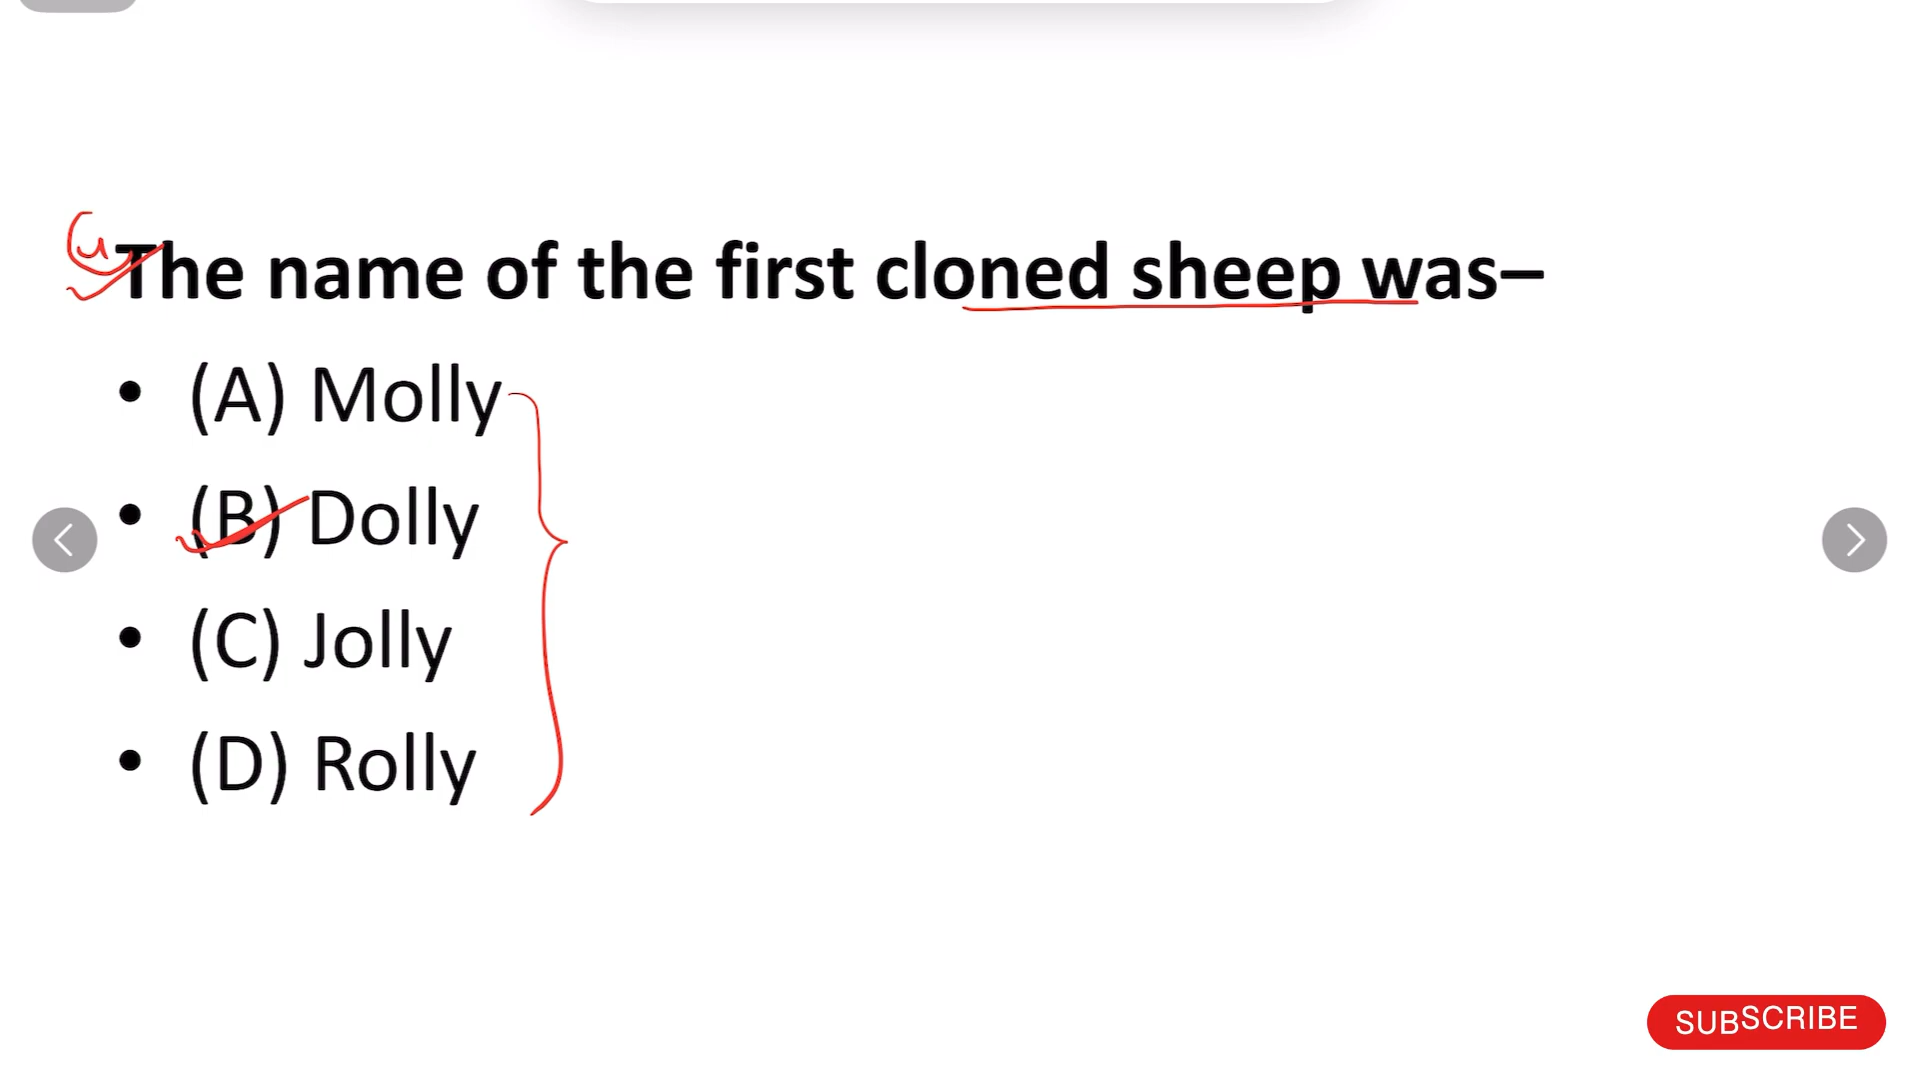 The name of the first cloned sheep was–
• (A) Molly
• (B) Dolly
• (C) Jolly
• (D) Rolly
SUBSCRIBE